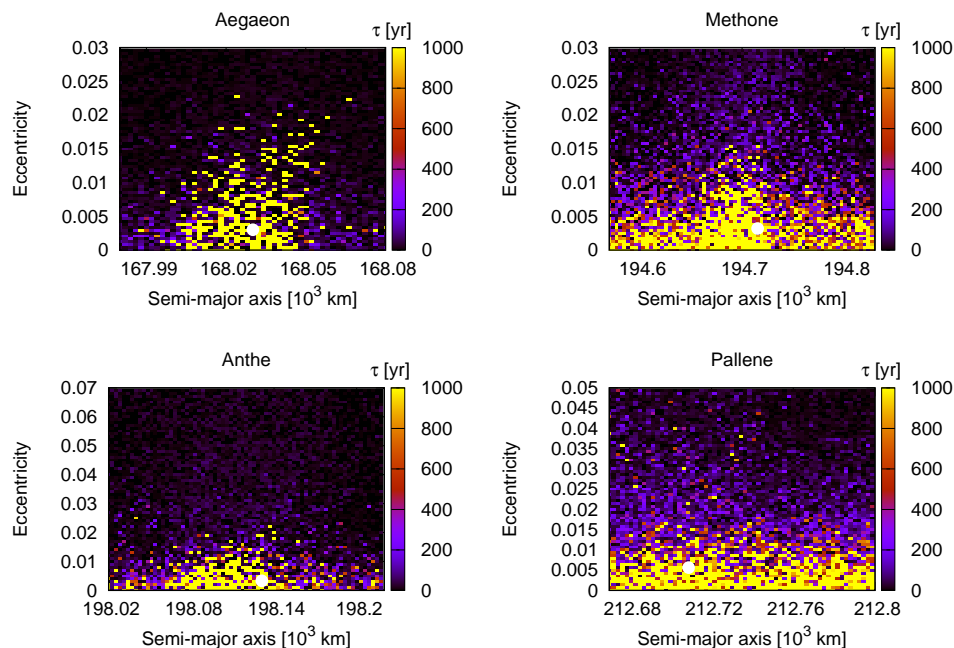 Aegaeon
τ [yr]
0.03
0.025
0.02
0.015
0.01
0.005
0
Eccentricity
167.99 168.02 168.05 168.08
Semi-major axis [10³ km]
1000
800
600
400
200
0
Methone
τ [yr]
0.03
0.025
0.02
0.015
0.01
0.005
0
Eccentricity
194.6 194.7 194.8
Semi-major axis [10³ km]
1000
800
600
400
200
0
Anthe
τ [yr]
0.07
0.06
0.05
0.04
0.03
0.02
0.01
0
Eccentricity
198.02 198.09 198.14 198.2
Semi-major axis [10³ km]
1000
800
600
400
200
0
Pallene
τ [yr]
0.05
0.045
0.04
0.035
0.03
0.025
0.02
0.015
0.01
0.005
0
Eccentricity
212.68 212.72 212.76 212.8
Semi-major axis [10³ km]
1000
800
600
400
200
0